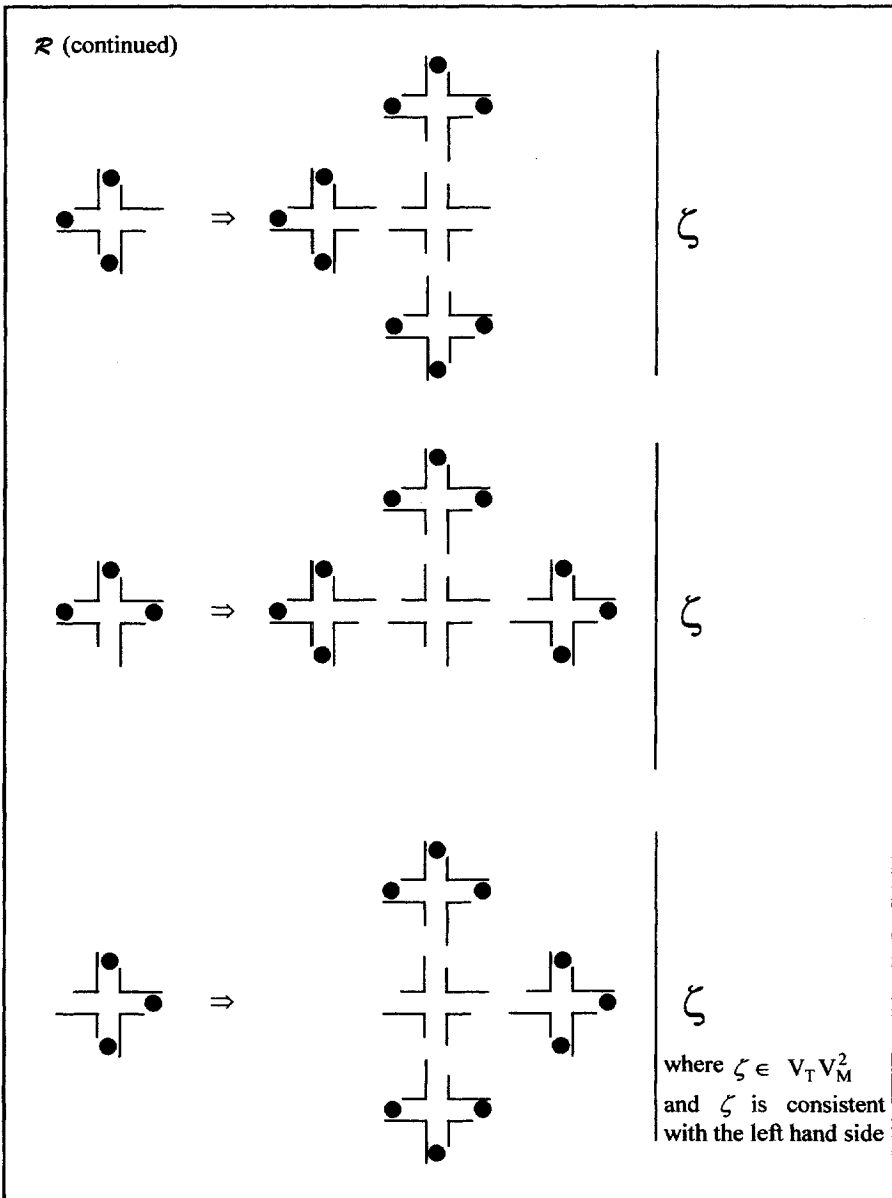 𝓡 (continued)
⇒
ζ
⇒
ζ
⇒
ζ
where ζ ∈ V_T V_M^2
and ζ is consistent
with the left hand side